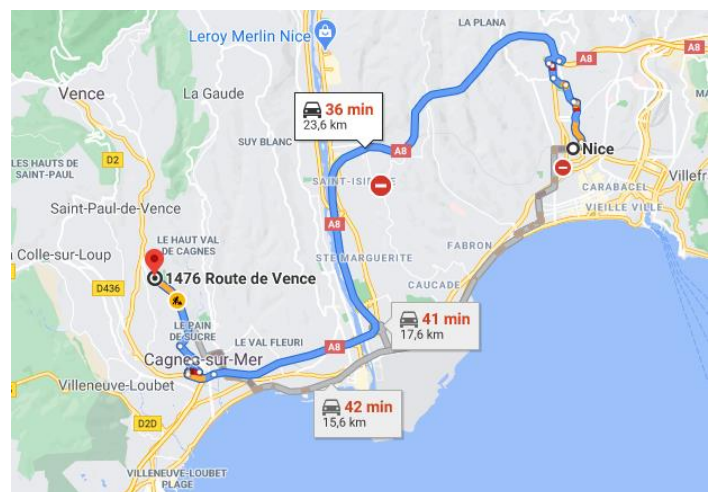 LA PLANA
A8
A8
Leroy Merlin Nice
Vence
La Gaude
36 min
23,6 km
SUY BLANC
D2
A8
Nice
LES HAUTS DE
SAINT-PAUL
SAINT-ISI
Villef
CARABACEL
VIEILLE VILLE
Saint-Paul-de-Vence
A8
LE HAUT VAL
DE CAGNES
FABRON
a Colle-sur-Loup
STE MARGUERITE
1476 Route de Vence
D436
CAUCADE
LE PAIN
DE SUCRE
41 min
17,6 km
LE VAL FLEURI
A8
Cagnes-sur-Mer
Villeneuve-Loubet
42 min
15,6 km
D2D
VILLENEUVE-LOUBET
PLAGE